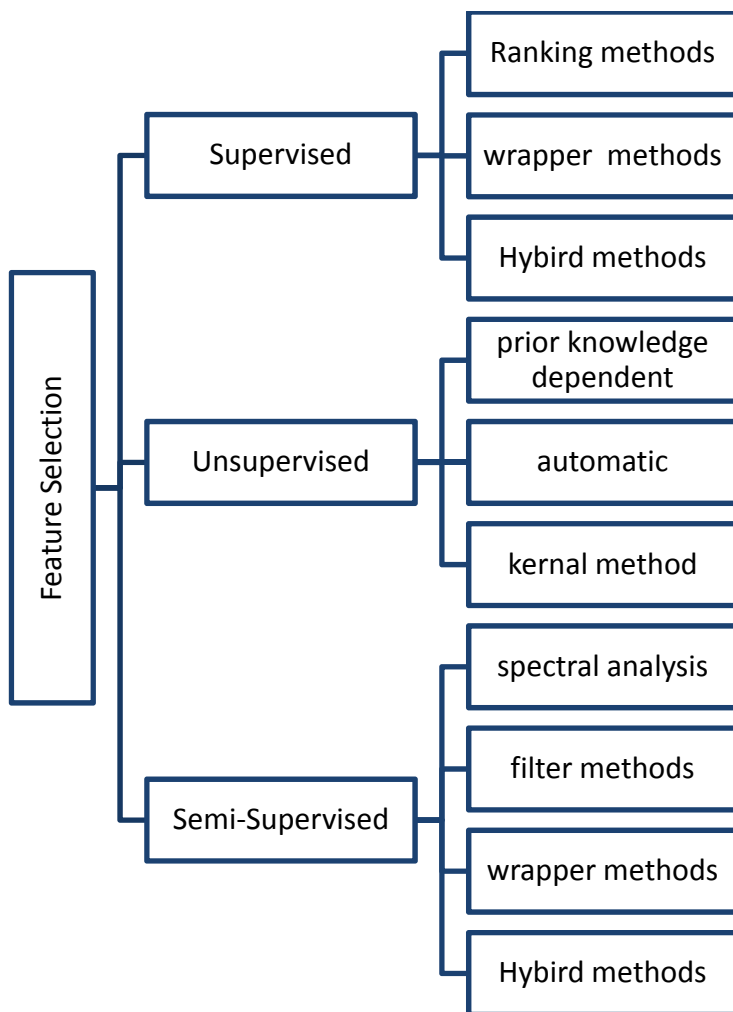 Feature Selection
Supervised
Ranking methods
wrapper methods
Hybird methods
Unsupervised
prior knowledge
dependent
automatic
kernal method
Semi-Supervised
spectral analysis
filter methods
wrapper methods
Hybird methods